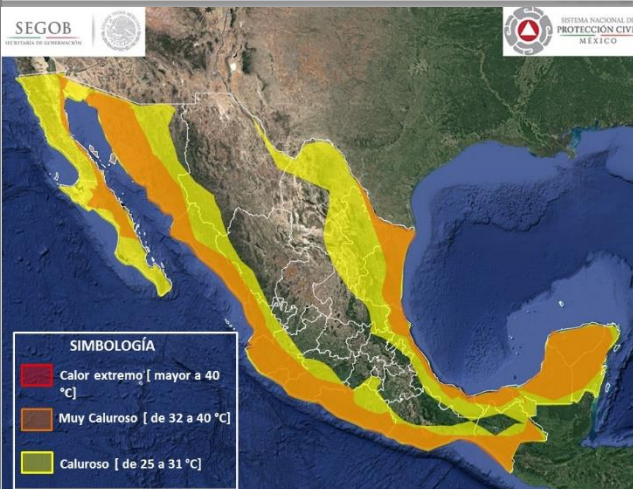 SEGOB
SECRETARÍA DE GOBERNACIÓN
SISTEMA NACIONAL DE
PROTECCIÓN CIVIL
MÉXICO
SIMBOLOGÍA
Calor extremo [ mayor a 40
°C]
Muy Caluroso [ de 32 a 40 °C]
Caluroso [ de 25 a 31 °C]